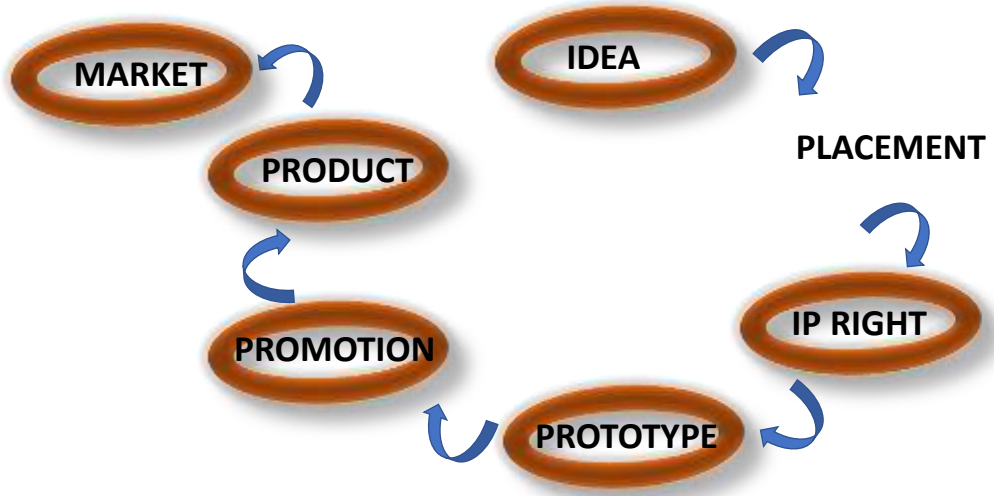 MARKET
IDEA
PLACEMENT
PRODUCT
IP RIGHT
PROMOTION
PROTOTYPE